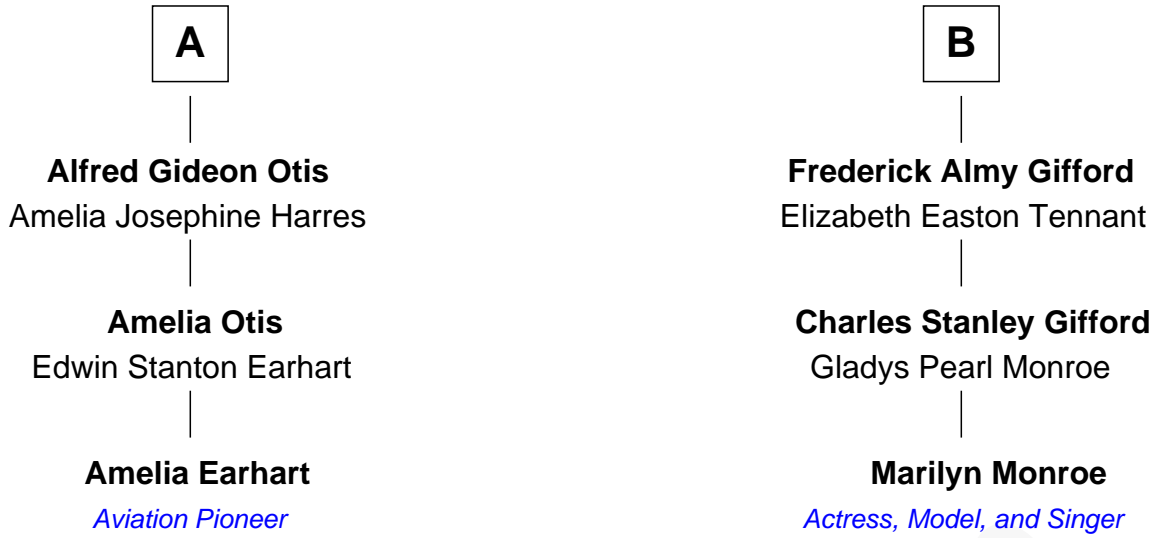 A
Alfred Gideon Otis
Amelia Josephine Harres
Amelia Otis
Edwin Stanton Earhart
Amelia Earhart
Aviation Pioneer
B
Frederick Almy Gifford
Elizabeth Easton Tennant
Charles Stanley Gifford
Gladys Pearl Monroe
Marilyn Monroe
Actress, Model, and Singer